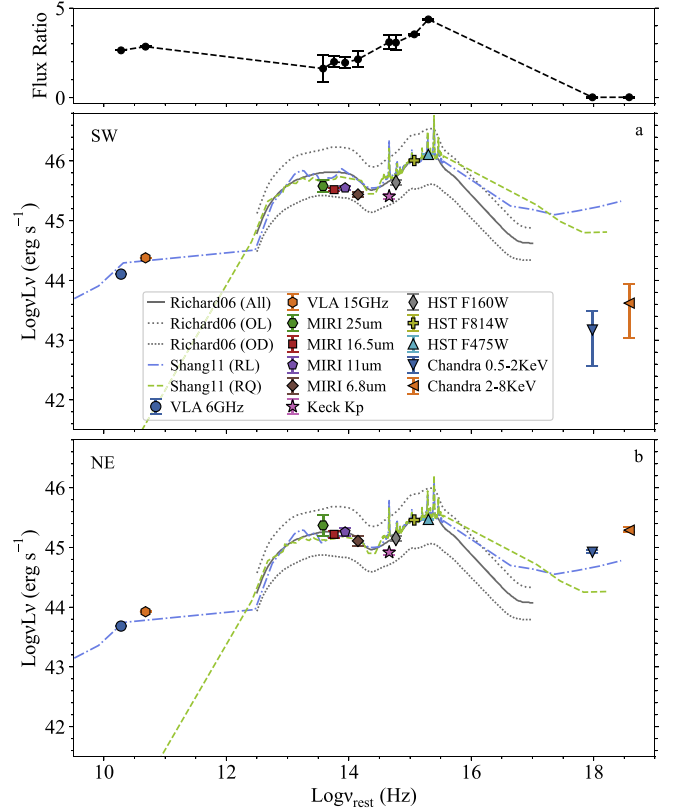 Flux Ratio
5
0
SW
a
LogνLν (erg s⁻¹)
46
45
44
43
42
Richard06 (All)
Richard06 (OL)
Richard06 (OD)
Shang11 (RL)
Shang11 (RQ)
VLA 6GHz
VLA 15GHz
MIRI 25um
MIRI 16.5um
MIRI 11um
MIRI 6.8um
Keck Kp
HST F160W
HST F814W
HST F475W
Chandra 0.5-2KeV
Chandra 2-8KeV
NE
b
LogνLν (erg s⁻¹)
46
45
44
43
42
10 12 14 16 18
Logνrest (Hz)